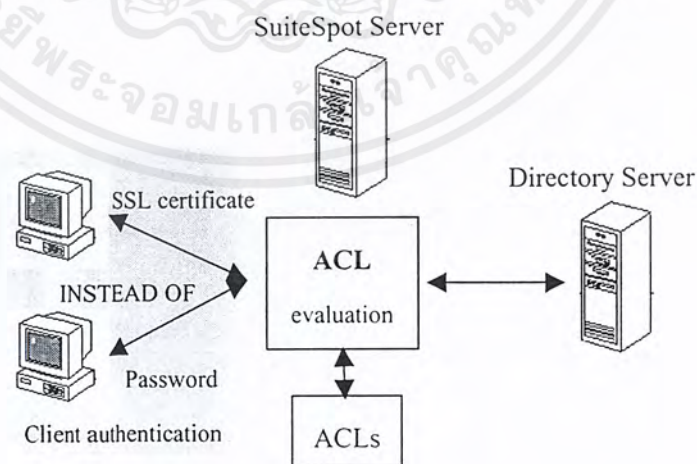 SuiteSpot Server
Directory Server
SSL certificate
ACL
evaluation
INSTEAD OF
Password
Client authentication
ACLs